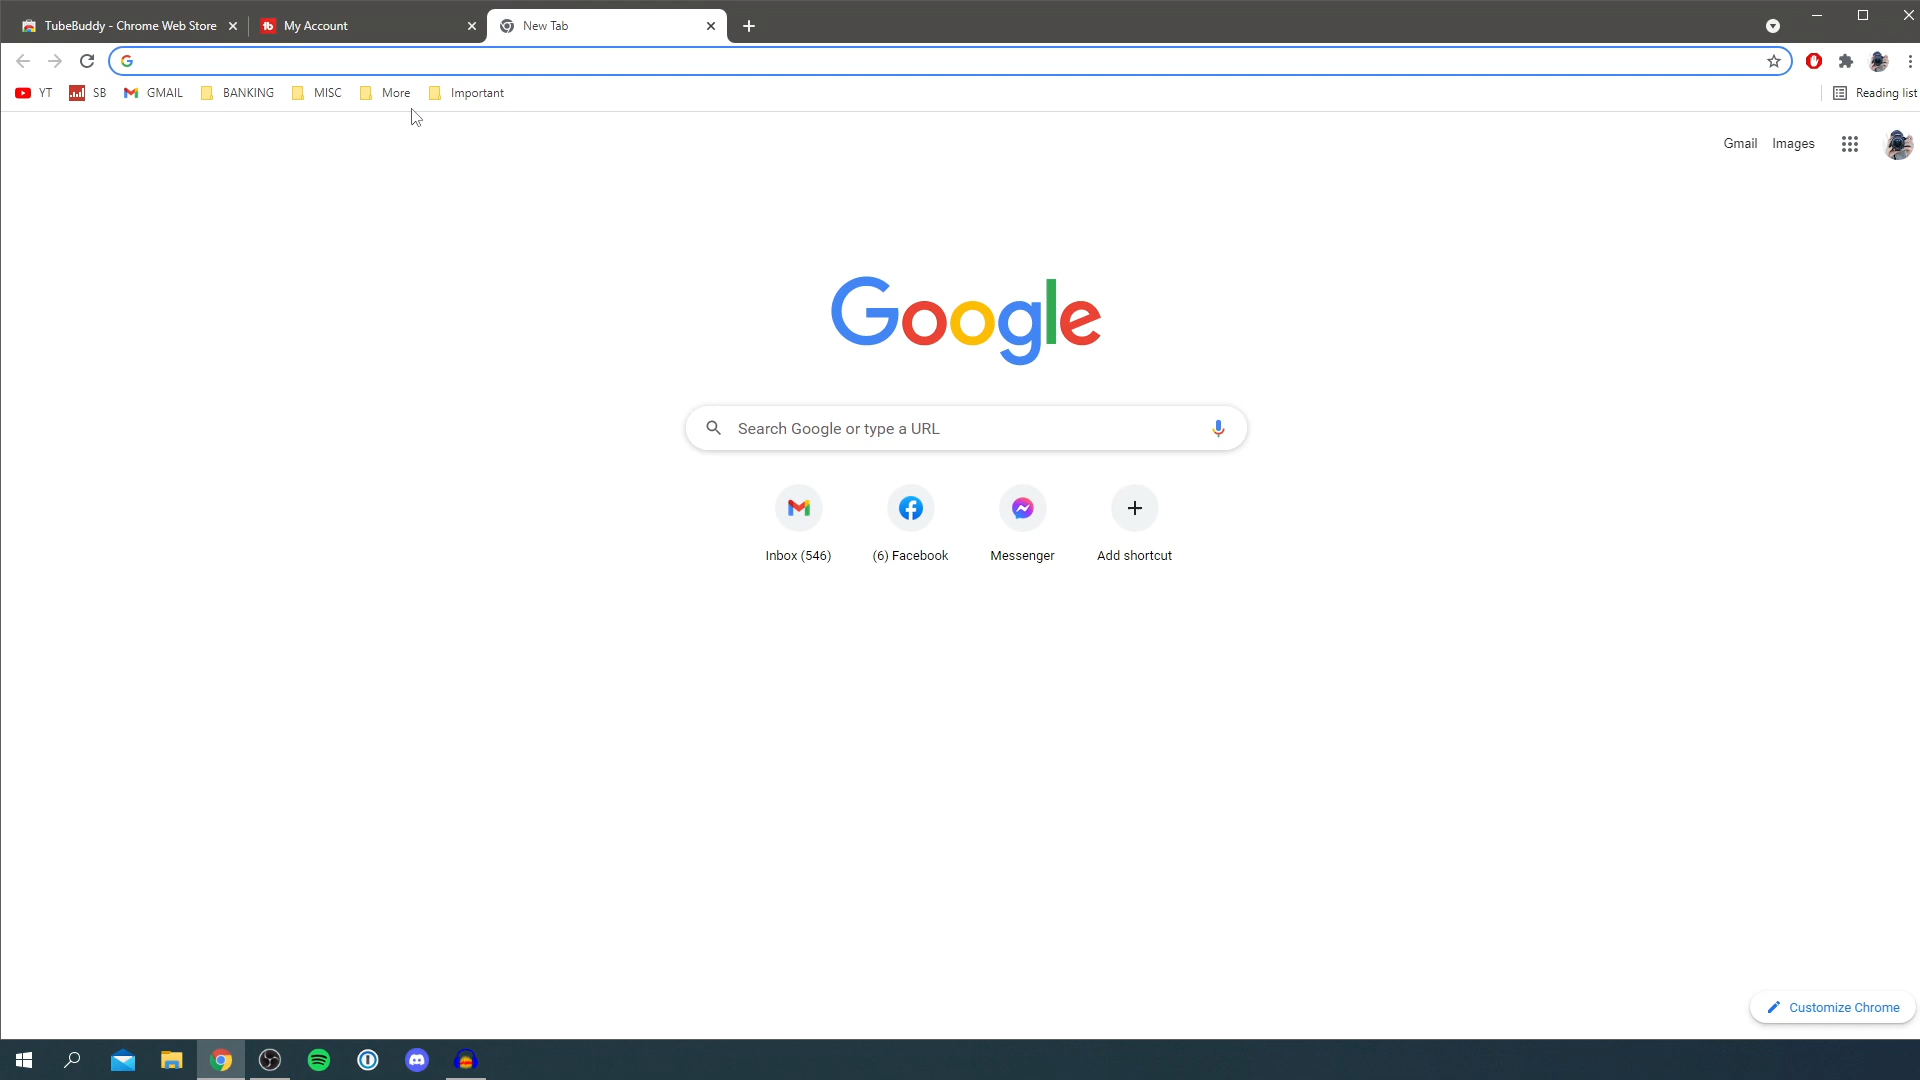 TubeBuddy - Chrome Web Store
My Account
New Tab
YT
SB
GMAIL
BANKING
MISC
More
Important
Reading list
Gmail
Images
Google
Search Google or type a URL
Inbox (546)
(6) Facebook
Messenger
Add shortcut
Customize Chrome